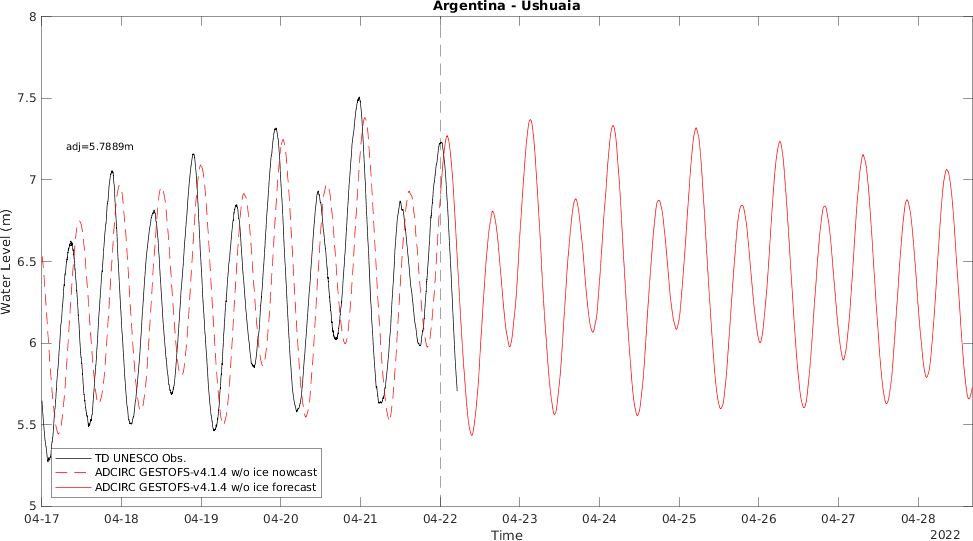 Argentina - Ushuaia
8
7.5
7
6.5
6
5.5
5
Water Level (m)
adj=5.7889m
TD UNESCO Obs.
ADCIRC GESTOFS-v4.1.4 w/o ice nowcast
ADCIRC GESTOFS-v4.1.4 w/o ice forecast
04-17 04-18 04-19 04-20 04-21 04-22 04-23 04-24 04-25 04-26 04-27 04-28
Time
2022